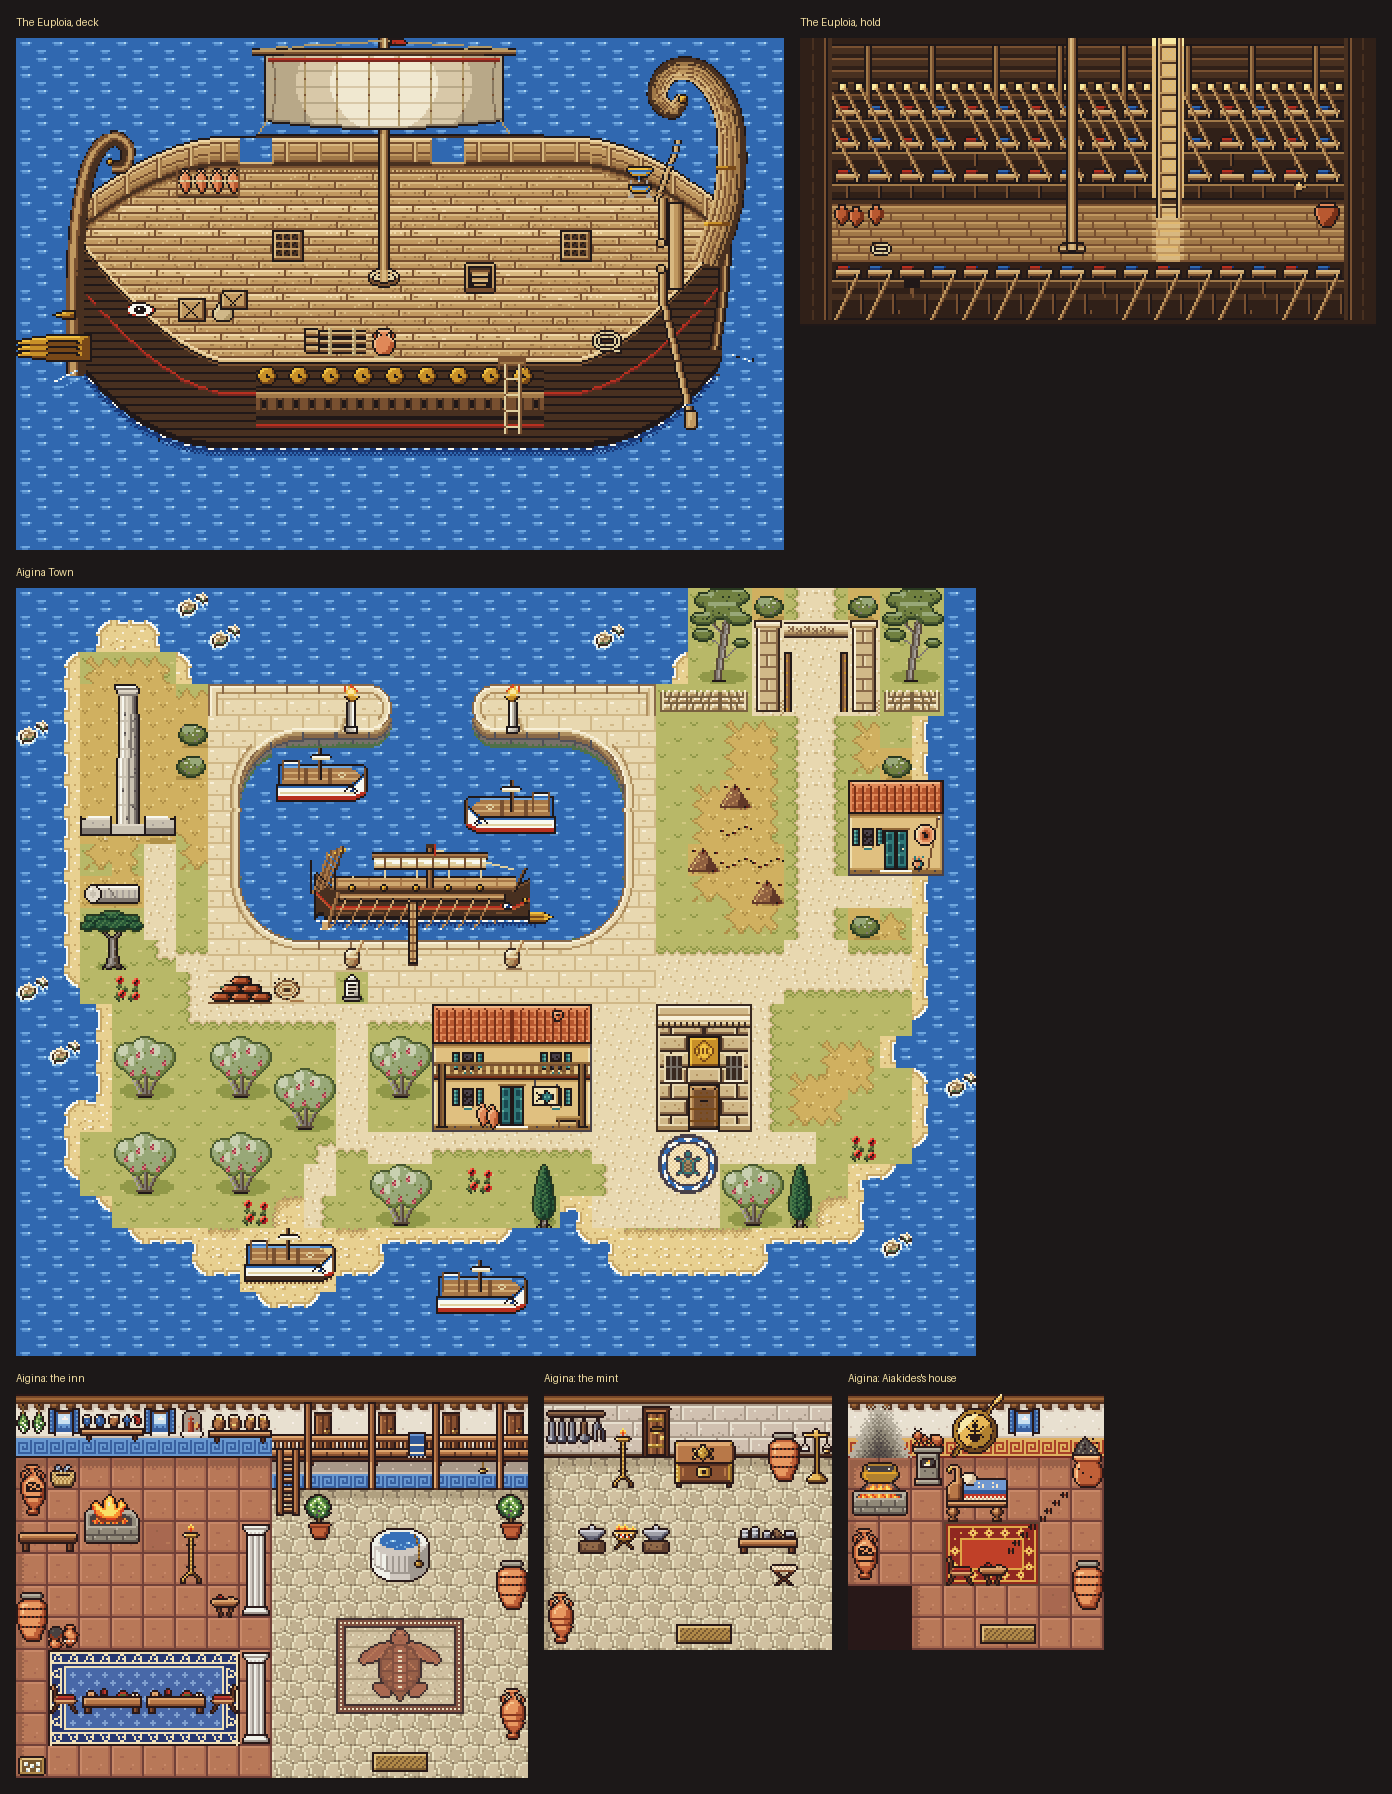 The Euploia, deck
The Euploia, hold
Aigina Town
Aigina: the inn
Aigina: the mint
Aigina: Aiakides's house